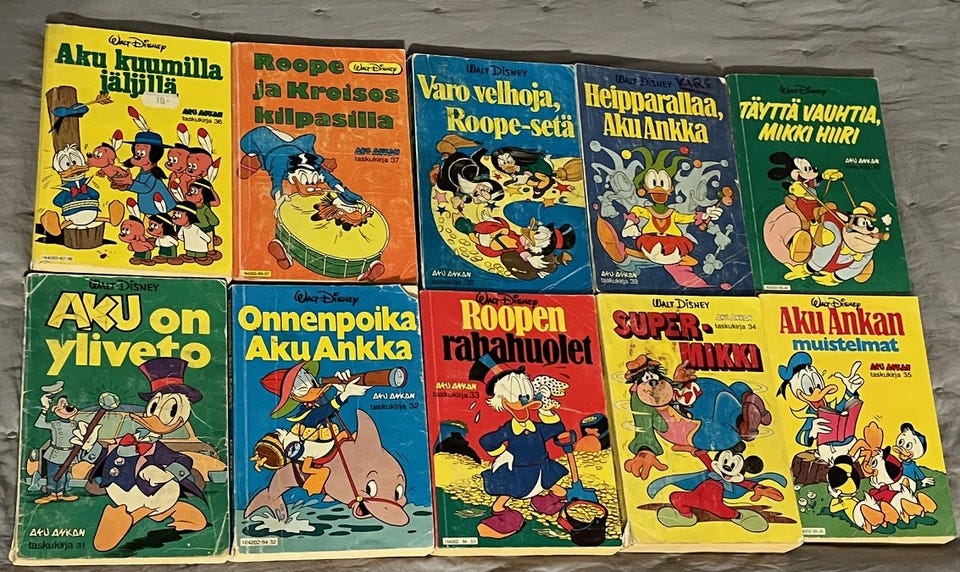 WALT DISNEY
Aku kuumilla
jäljillä
10.-
AKU ANKAN
taskukirja 36
Roope
WALT DISNEY
ja Kroisos
kilpasilla
AKU ANKAN
taskukirja 37
WALT DISNEY
Varo velhoja,
Roope-setä
AKU ANKAN
WALT DISNEY
Heipparallaa,
Aku Ankka
AKU ANKAN
taskukirja 39
WALT DISNEY
TÄYTTÄ VAUHTIA,
MIKKI HIIRI
AKU ANKAN
WALT DISNEY
AKU on
yliveto
AKU ANKAN
taskukirja 31
WALT DISNEY
Onnenpoika
Aku Ankka
AKU ANKAN
taskukirja 32
WALT DISNEY
Roopen
rahahuolet
AKU ANKAN
taskukirja 33
WALT DISNEY
AKU ANKAN
taskukirja 34
SUPER-
MIKKI
WALT DISNEY
Aku Ankan
muistelmat
AKU ANKAN
taskukirja 35